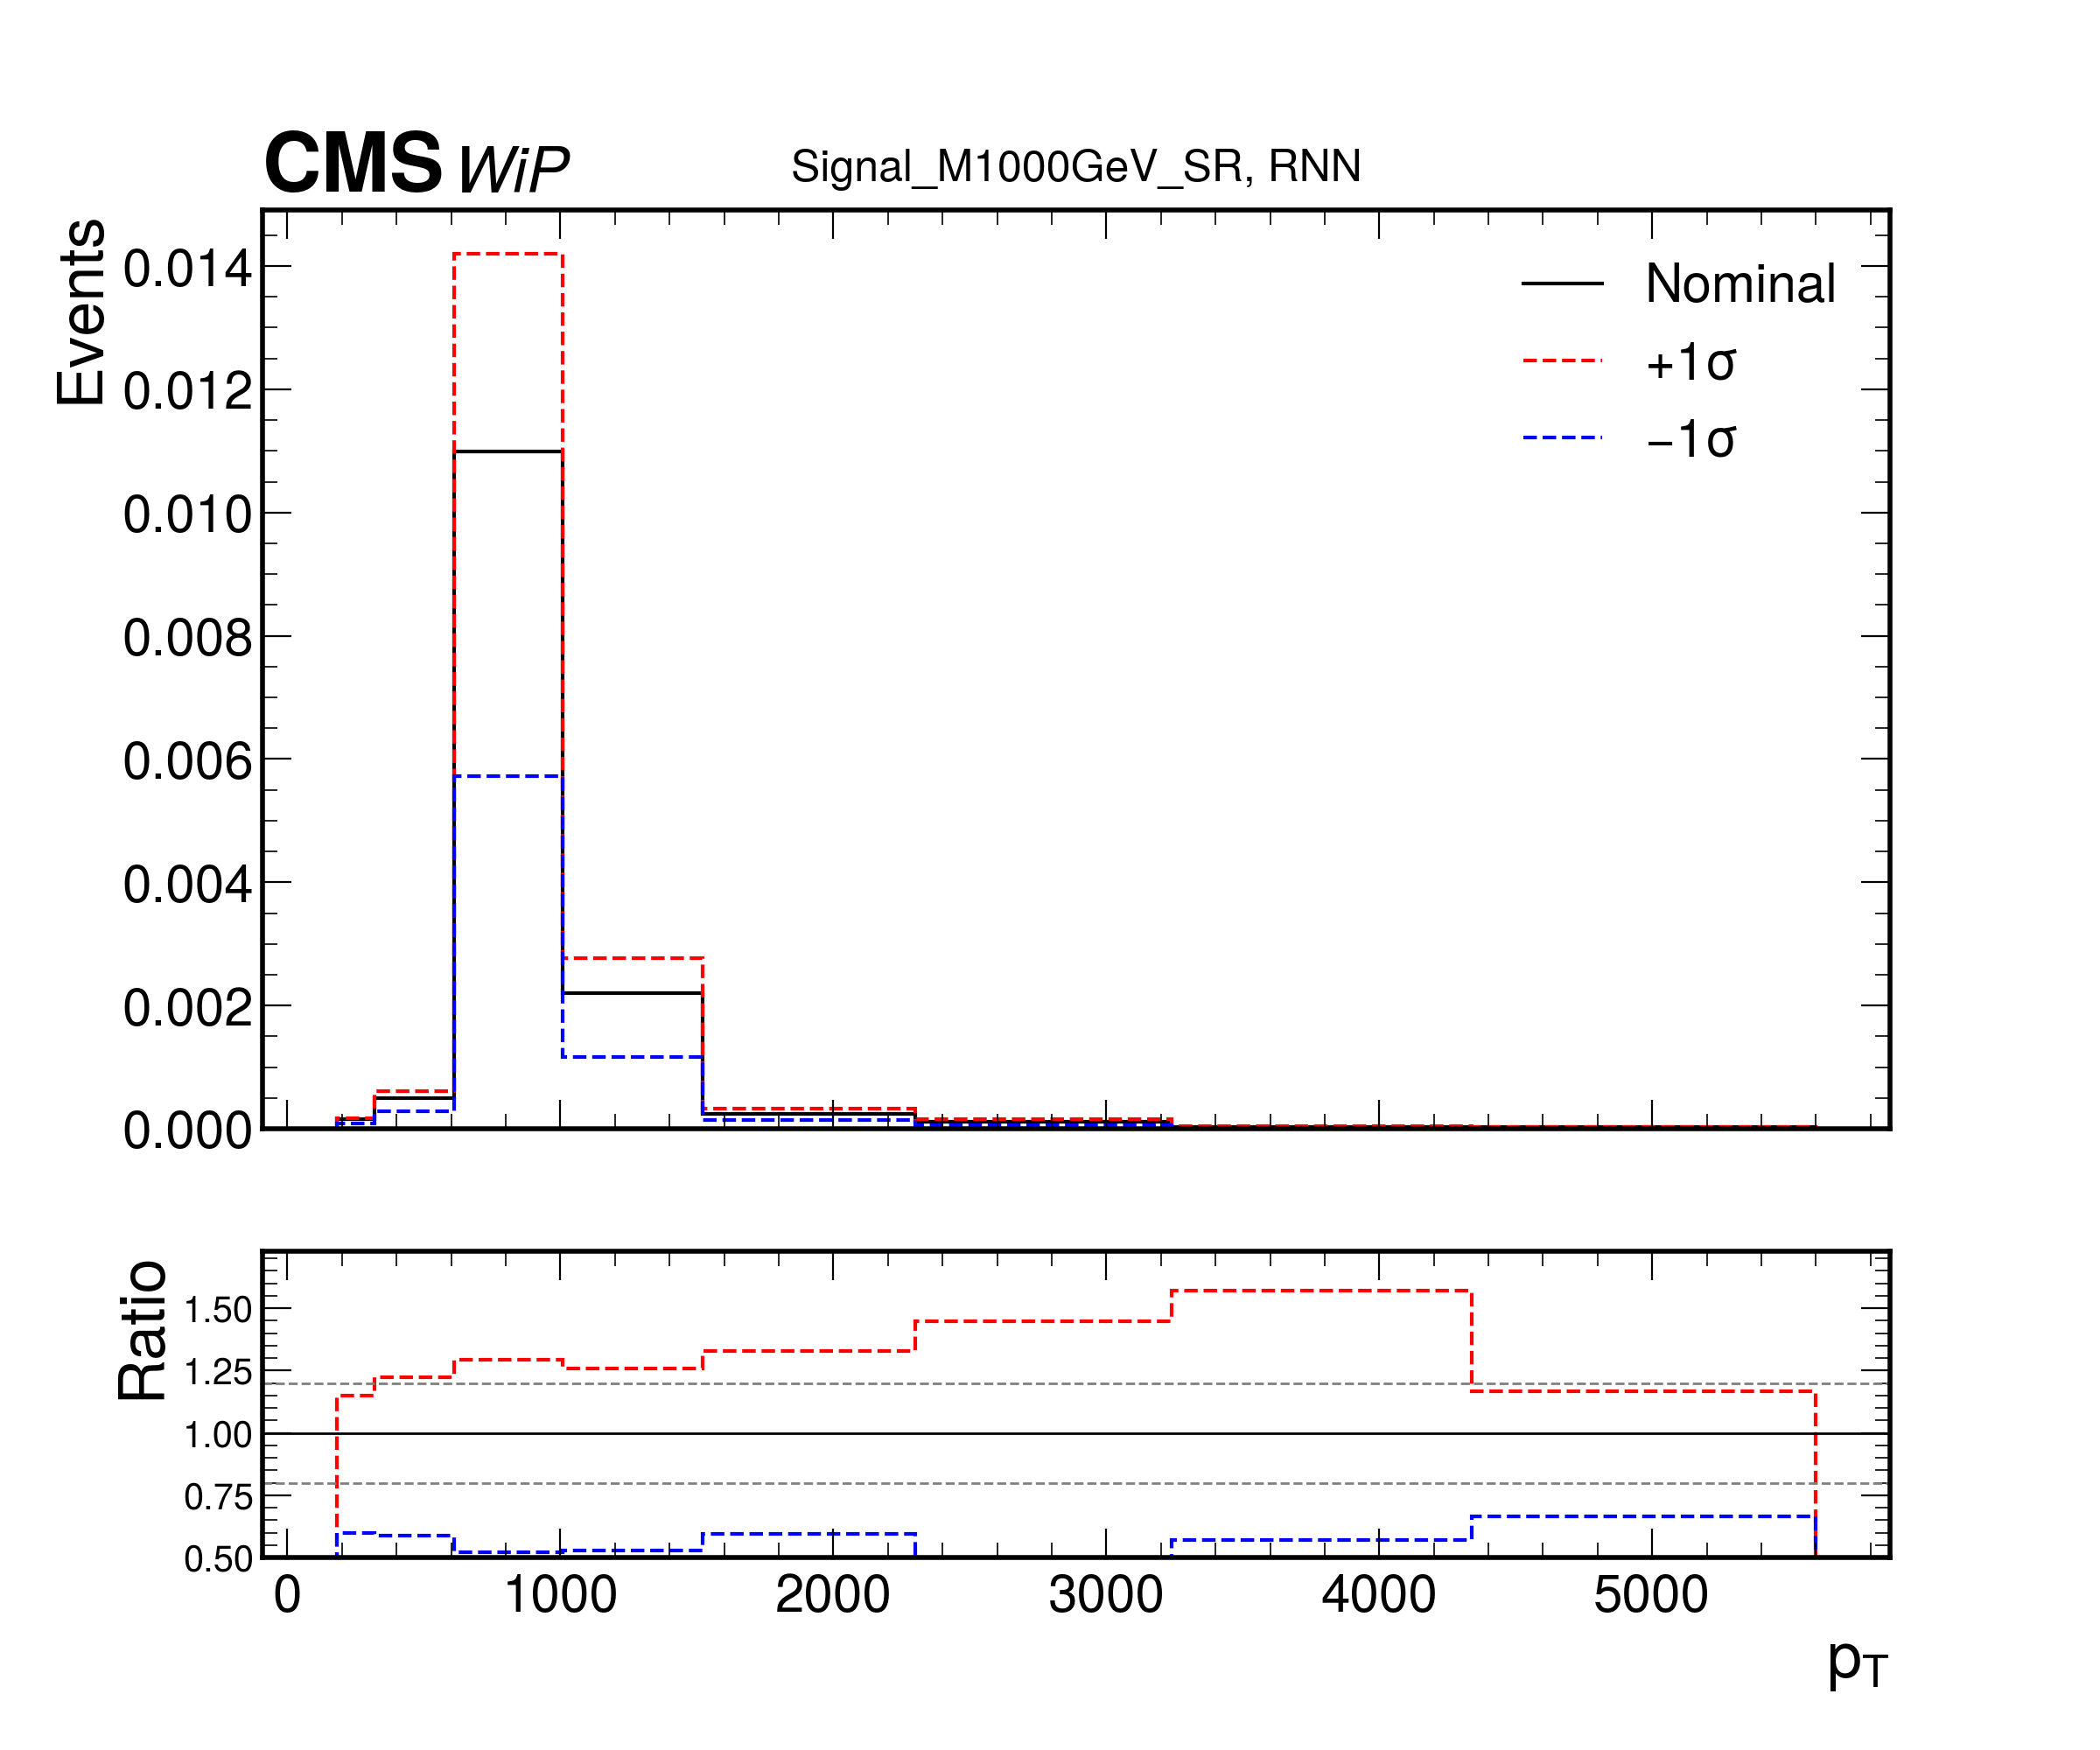 CMS WiP Signal_M1000GeV_SR, RNN
Events
0.014
0.012
0.010
0.008
0.006
0.004
0.002
0.000
Nominal
+1σ
−1σ
Ratio
1.50
1.25
1.00
0.75
0.50
0 1000 2000 3000 4000 5000
pT